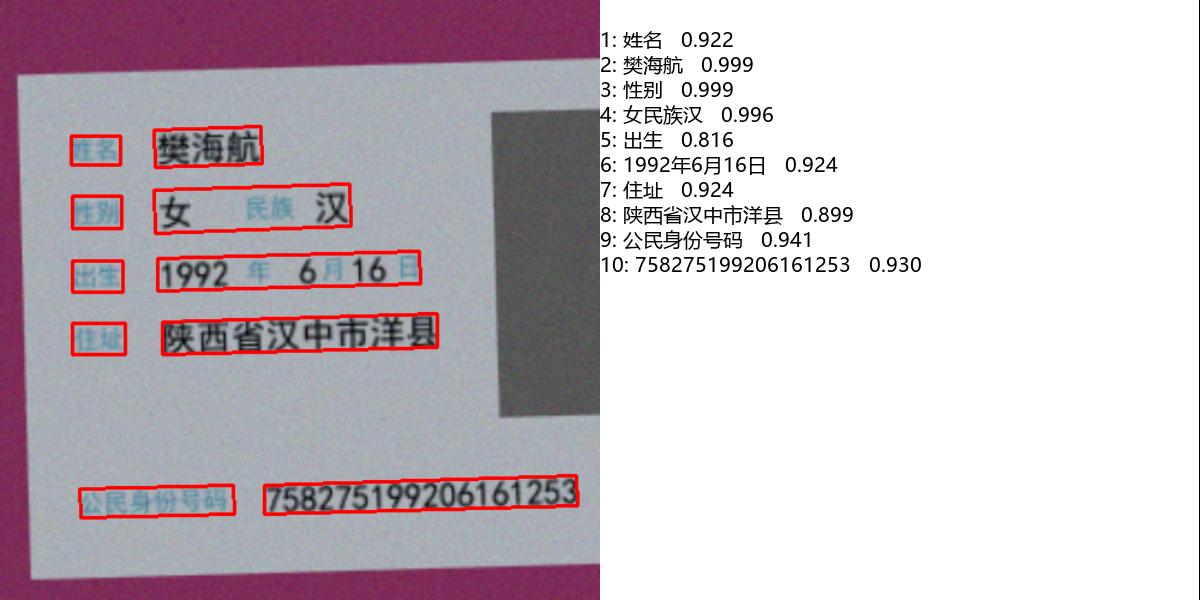 姓名 樊海航
性别 女 民族 汉
出生 1992 年 6 月 16 日
住址 陕西省汉中市洋县
公民身份号码 758275199206161253
1: 姓名 0.922
2: 樊海航 0.999
3: 性别 0.999
4: 女民族汉 0.996
5: 出生 0.816
6: 1992年6月16日 0.924
7: 住址 0.924
8: 陕西省汉中市洋县 0.899
9: 公民身份号码 0.941
10: 758275199206161253 0.930